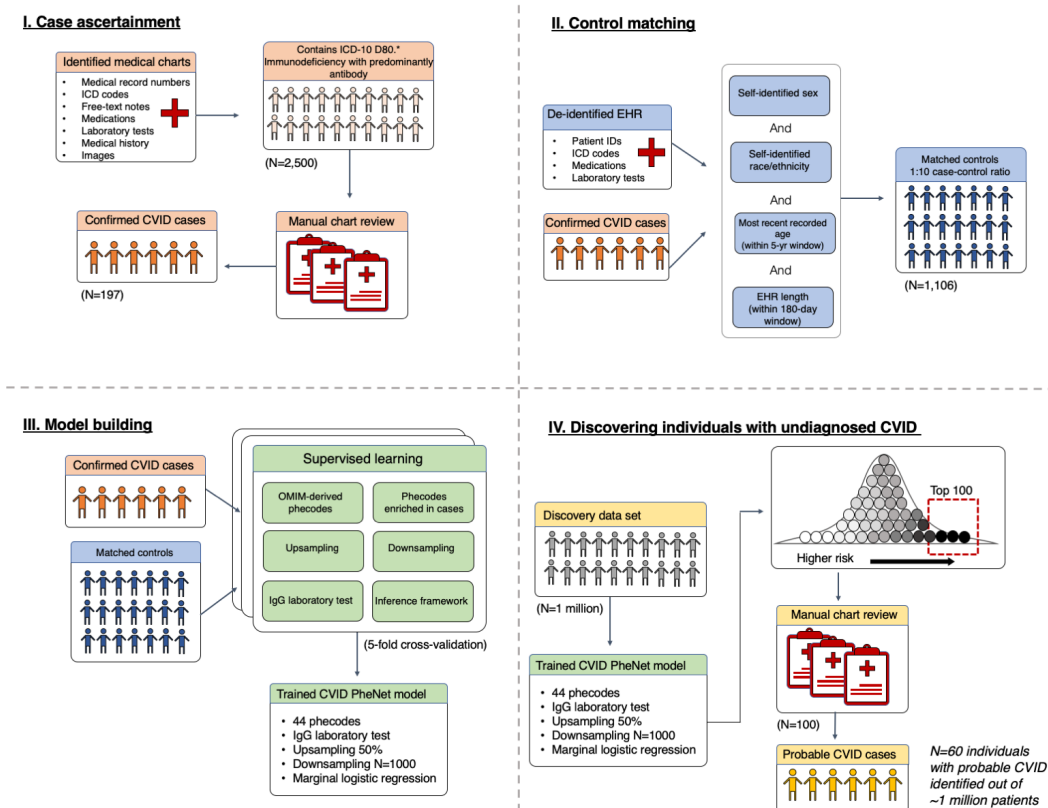 I. Case ascertainment
Identified medical charts
• Medical record numbers
• ICD codes
• Free-text notes
• Medications
• Laboratory tests
• Medical history
• Images
Contains ICD-10 D80.*
Immunodeficiency with predominantly
antibody
(N=2,500)
Confirmed CVID cases
(N=197)
Manual chart review
II. Control matching
De-identified EHR
• Patient IDs
• ICD codes
• Medications
• Laboratory tests
Confirmed CVID cases
Self-identified sex
And
Self-identified
race/ethnicity
And
Most recent recorded
age
(within 5-yr window)
And
EHR length
(within 180-day
window)
Matched controls
1:10 case-control ratio
(N=1,106)
III. Model building
Confirmed CVID cases
Matched controls
Supervised learning
OMIM-derived
phecodes
Phecodes
enriched in cases
Upsampling
Downsampling
IgG laboratory test
Inference framework
(5-fold cross-validation)
Trained CVID PheNet model
• 44 phecodes
• IgG laboratory test
• Upsampling 50%
• Downsampling N=1000
• Marginal logistic regression
IV. Discovering individuals with undiagnosed CVID
Discovery data set
(N=1 million)
Trained CVID PheNet model
• 44 phecodes
• IgG laboratory test
• Upsampling 50%
• Downsampling N=1000
• Marginal logistic regression
Top 100
Higher risk
Manual chart review
(N=100)
Probable CVID cases
N=60 individuals
with probable CVID
identified out of
~1 million patients